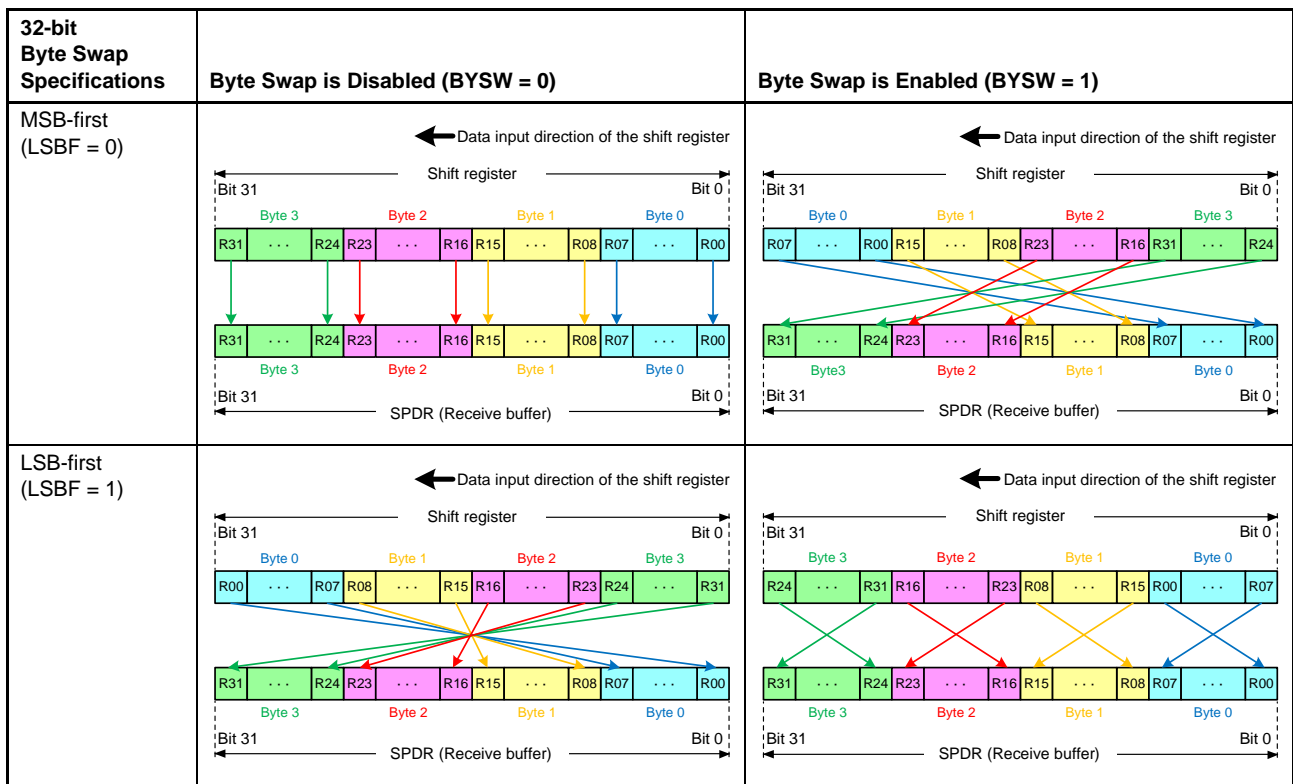 32-bit
Byte Swap
Specifications
Byte Swap is Disabled (BYSW = 0)
Byte Swap is Enabled (BYSW = 1)
MSB-first
(LSBF = 0)
Data input direction of the shift register
Shift register
Bit 31 Bit 0
Byte 3 Byte 2 Byte 1 Byte 0
R31 · · · R24 R23 · · · R16 R15 · · · R08 R07 · · · R00
R31 · · · R24 R23 · · · R16 R15 · · · R08 R07 · · · R00
Byte 3 Byte 2 Byte 1 Byte 0
Bit 31 Bit 0
SPDR (Receive buffer)
Data input direction of the shift register
Shift register
Bit 31 Bit 0
Byte 0 Byte 1 Byte 2 Byte 3
R07 · · · R00 R15 · · · R08 R23 · · · R16 R31 · · · R24
R31 · · · R24 R23 · · · R16 R15 · · · R08 R07 · · · R00
Byte3 Byte 2 Byte 1 Byte 0
Bit 31 Bit 0
SPDR (Receive buffer)
LSB-first
(LSBF = 1)
Data input direction of the shift register
Shift register
Bit 31 Bit 0
Byte 0 Byte 1 Byte 2 Byte 3
R00 · · · R07 R08 · · · R15 R16 · · · R23 R24 · · · R31
R31 · · · R24 R23 · · · R16 R15 · · · R08 R07 · · · R00
Byte 3 Byte 2 Byte 1 Byte 0
Bit 31 Bit 0
SPDR (Receive buffer)
Data input direction of the shift register
Shift register
Bit 31 Bit 0
Byte 3 Byte 2 Byte 1 Byte 0
R24 · · · R31 R16 · · · R23 R08 · · · R15 R00 · · · R07
R31 · · · R24 R23 · · · R16 R15 · · · R08 R07 · · · R00
Byte 3 Byte 2 Byte 1 Byte 0
Bit 31 Bit 0
SPDR (Receive buffer)